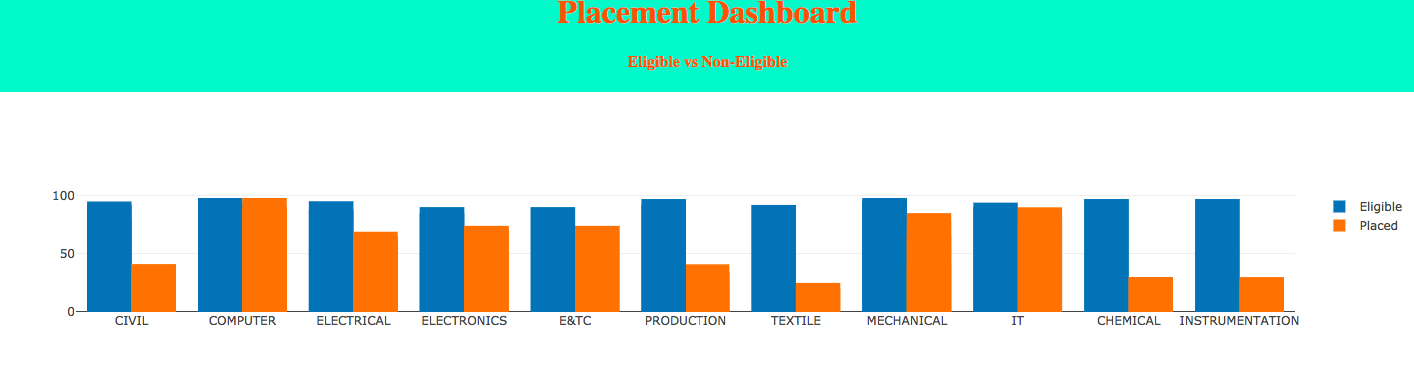 Placement Dashboard
Eligible vs Non-Eligible
100
50
0
CIVIL COMPUTER ELECTRICAL ELECTRONICS E&TC PRODUCTION TEXTILE MECHANICAL IT CHEMICAL INSTRUMENTATION
Eligible
Placed